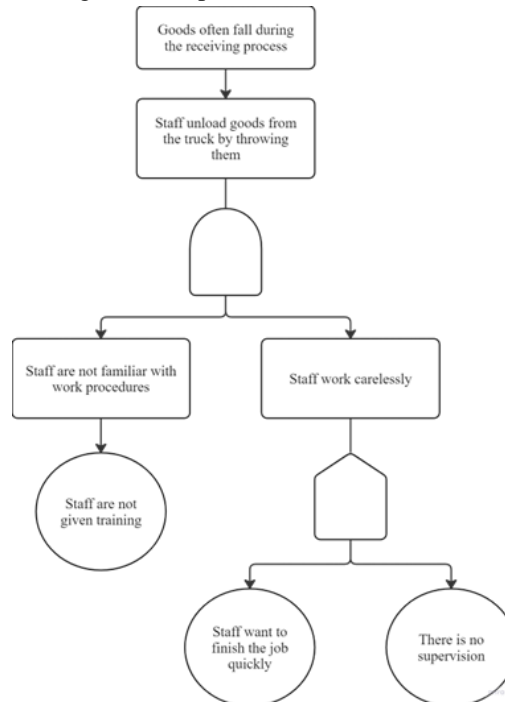 Goods often fall during
the receiving process
Staff unload goods from
the truck by throwing
them
Staff are not familiar with
work procedures
Staff work carelessly
Staff are not
given training
Staff want to
finish the job
quickly
There is no
supervision